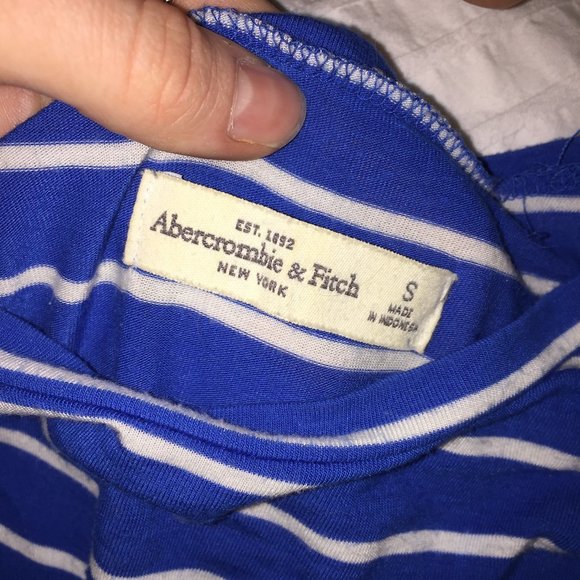 EST. 1892
Abercrombie & Fitch
NEW YORK
S
MADE
IN INDONESIA